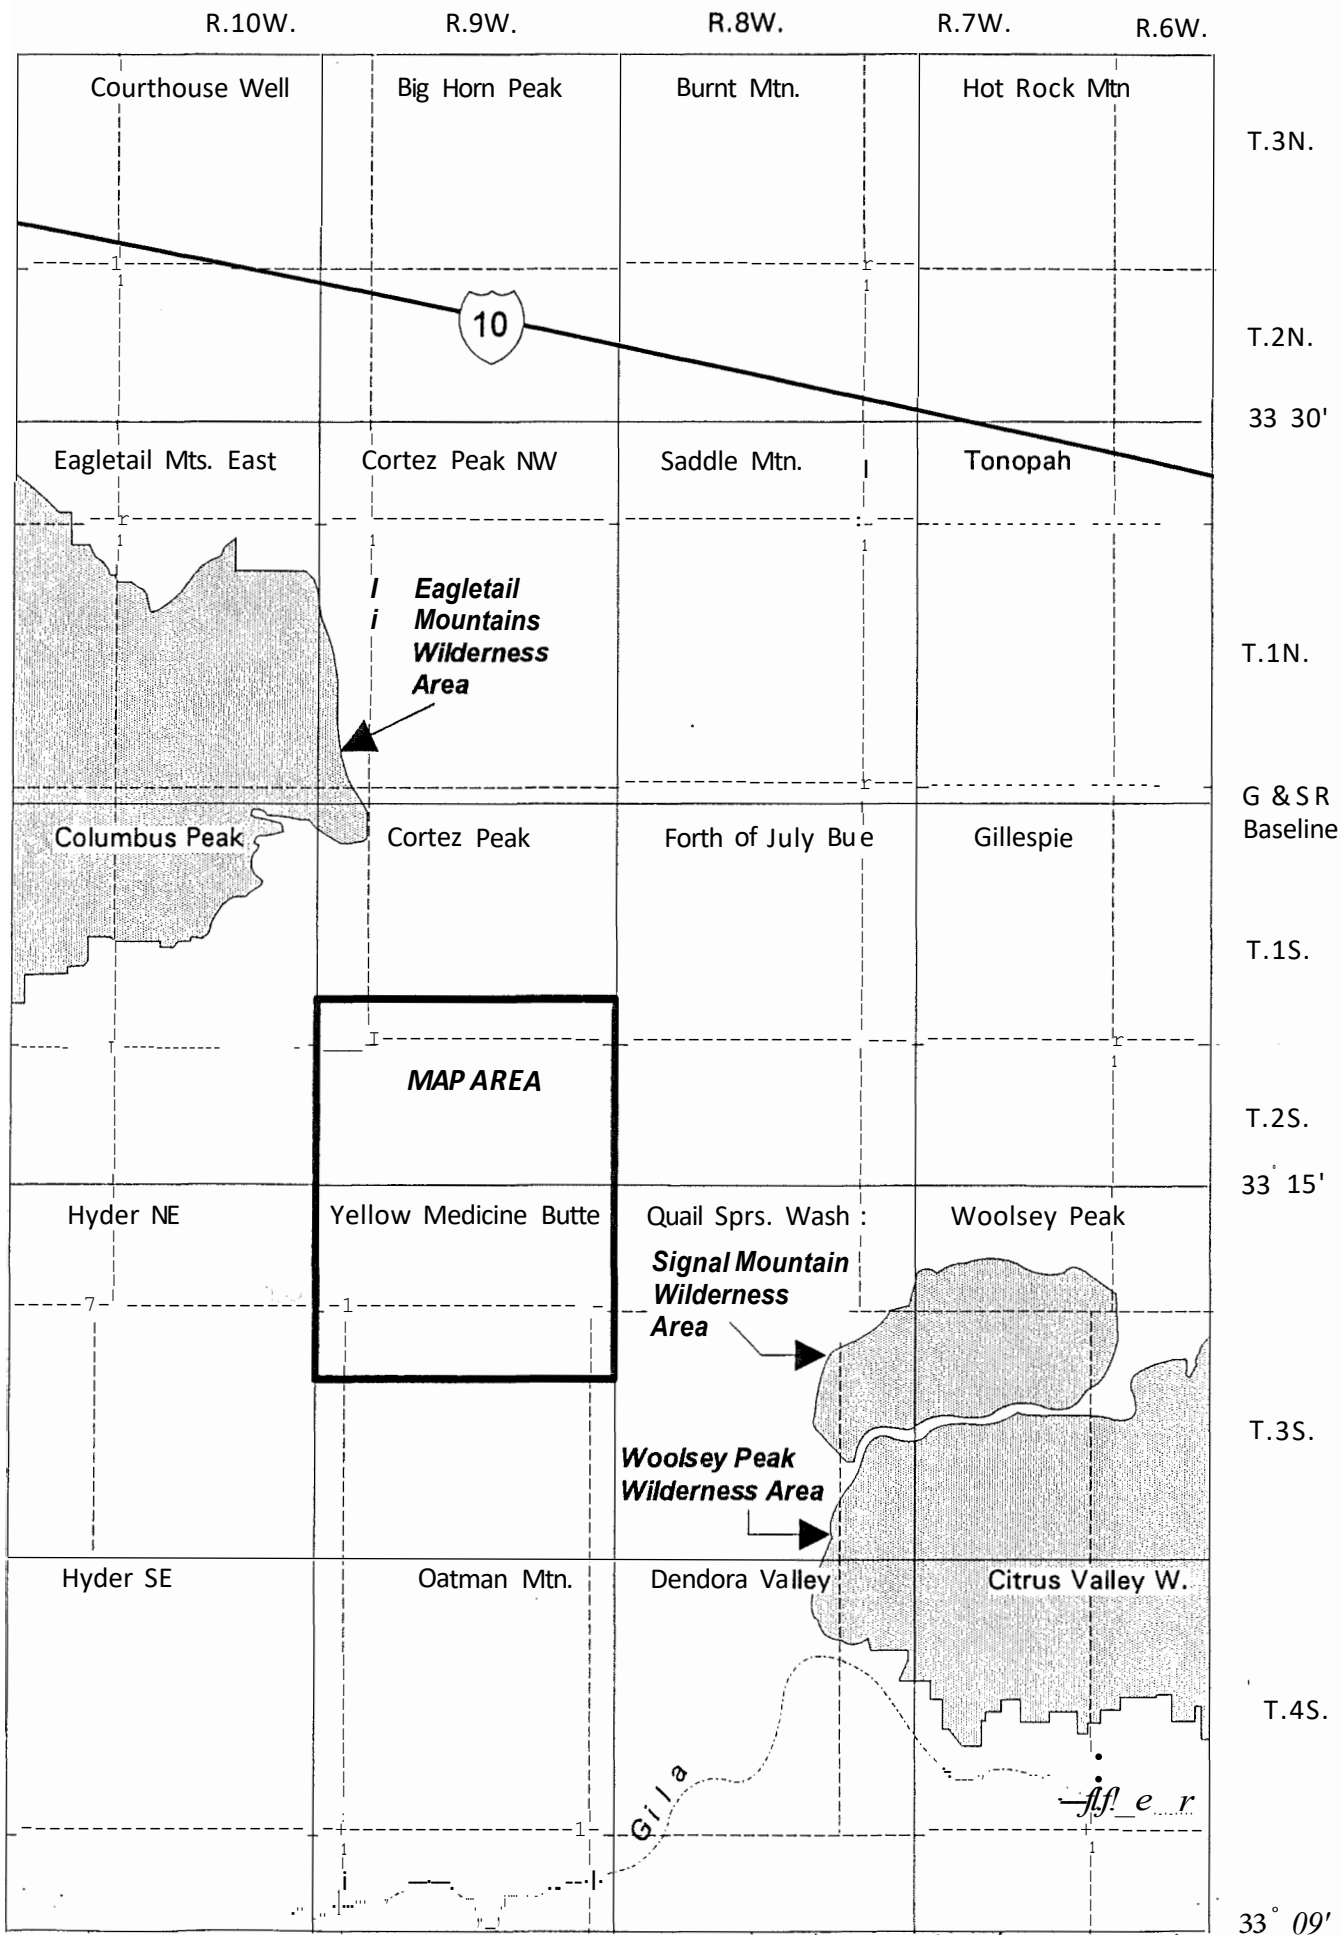 R.10W. R.9W. R.8W. R.7W. R.6W.
Courthouse Well Big Horn Peak Burnt Mtn. Hot Rock Mtn
T.3N.
10
T.2N.
33 30'
Eagletail Mts. East Cortez Peak NW Saddle Mtn. Tonopah
Eagletail
Mountains
Wilderness
Area
T.1N.
G & S R
Baseline
Columbus Peak Cortez Peak Forth of July Bue Gillespie
T.1S.
MAP AREA
T.2S.
33° 15'
Hyder NE Yellow Medicine Butte Quail Sprs. Wash : Woolsey Peak
Signal Mountain
Wilderness
Area
T.3S.
Woolsey Peak
Wilderness Area
Hyder SE Oatman Mtn. Dendora Valley Citrus Valley W.
T.4S.
Gila
33° 09'